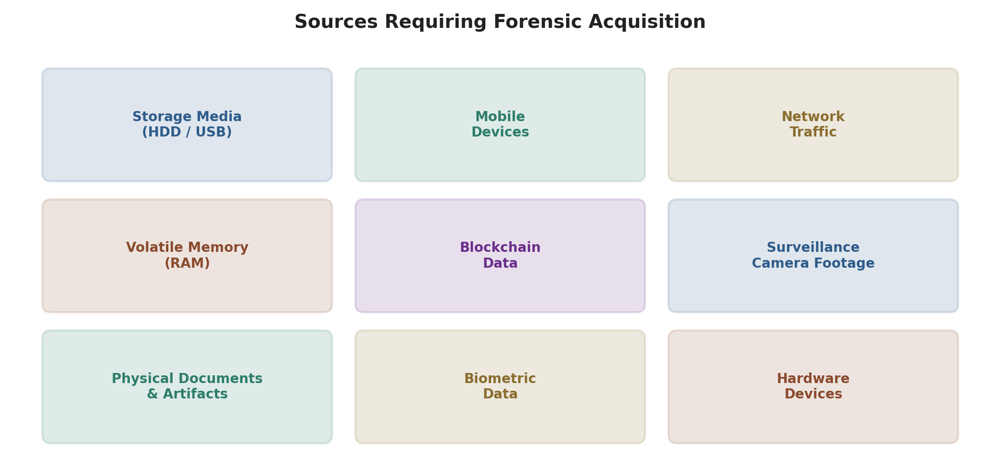 Sources Requiring Forensic Acquisition
Storage Media
(HDD / USB)
Mobile
Devices
Network
Traffic
Volatile Memory
(RAM)
Blockchain
Data
Surveillance
Camera Footage
Physical Documents
& Artifacts
Biometric
Data
Hardware
Devices